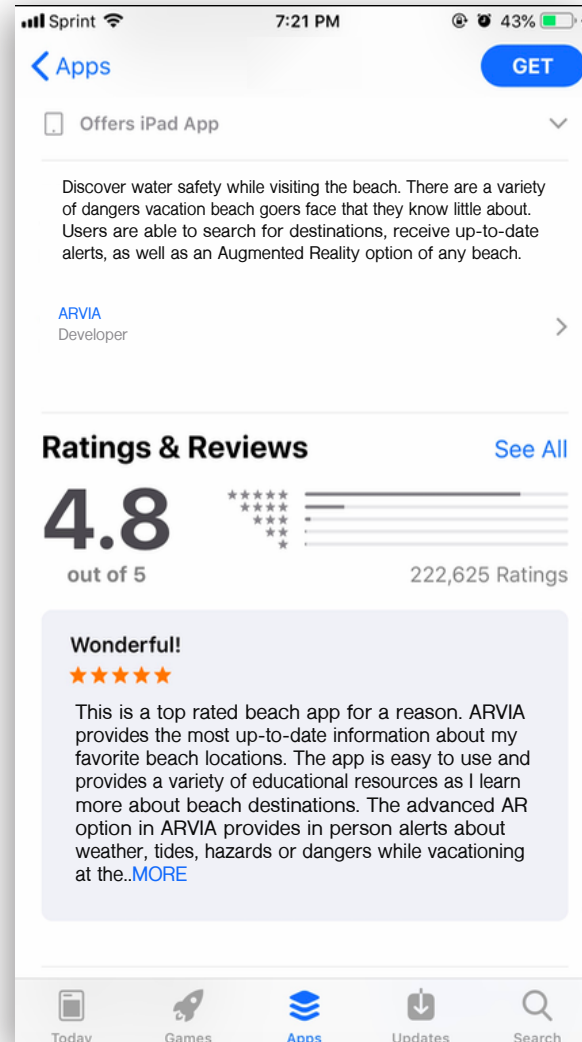 Sprint 7:21 PM 43%
Apps GET
Offers iPad App
Discover water safety while visiting the beach. There are a variety
of dangers vacation beach goers face that they know little about.
Users are able to search for destinations, receive up-to-date
alerts, as well as an Augmented Reality option of any beach.
ARVIA
Developer
Ratings & Reviews See All
4.8
out of 5 222,625 Ratings
Wonderful!
This is a top rated beach app for a reason. ARVIA
provides the most up-to-date information about my
favorite beach locations. The app is easy to use and
provides a variety of educational resources as I learn
more about beach destinations. The advanced AR
option in ARVIA provides in person alerts about
weather, tides, hazards or dangers while vacationing
at the..MORE
Today Games Apps Updates Search